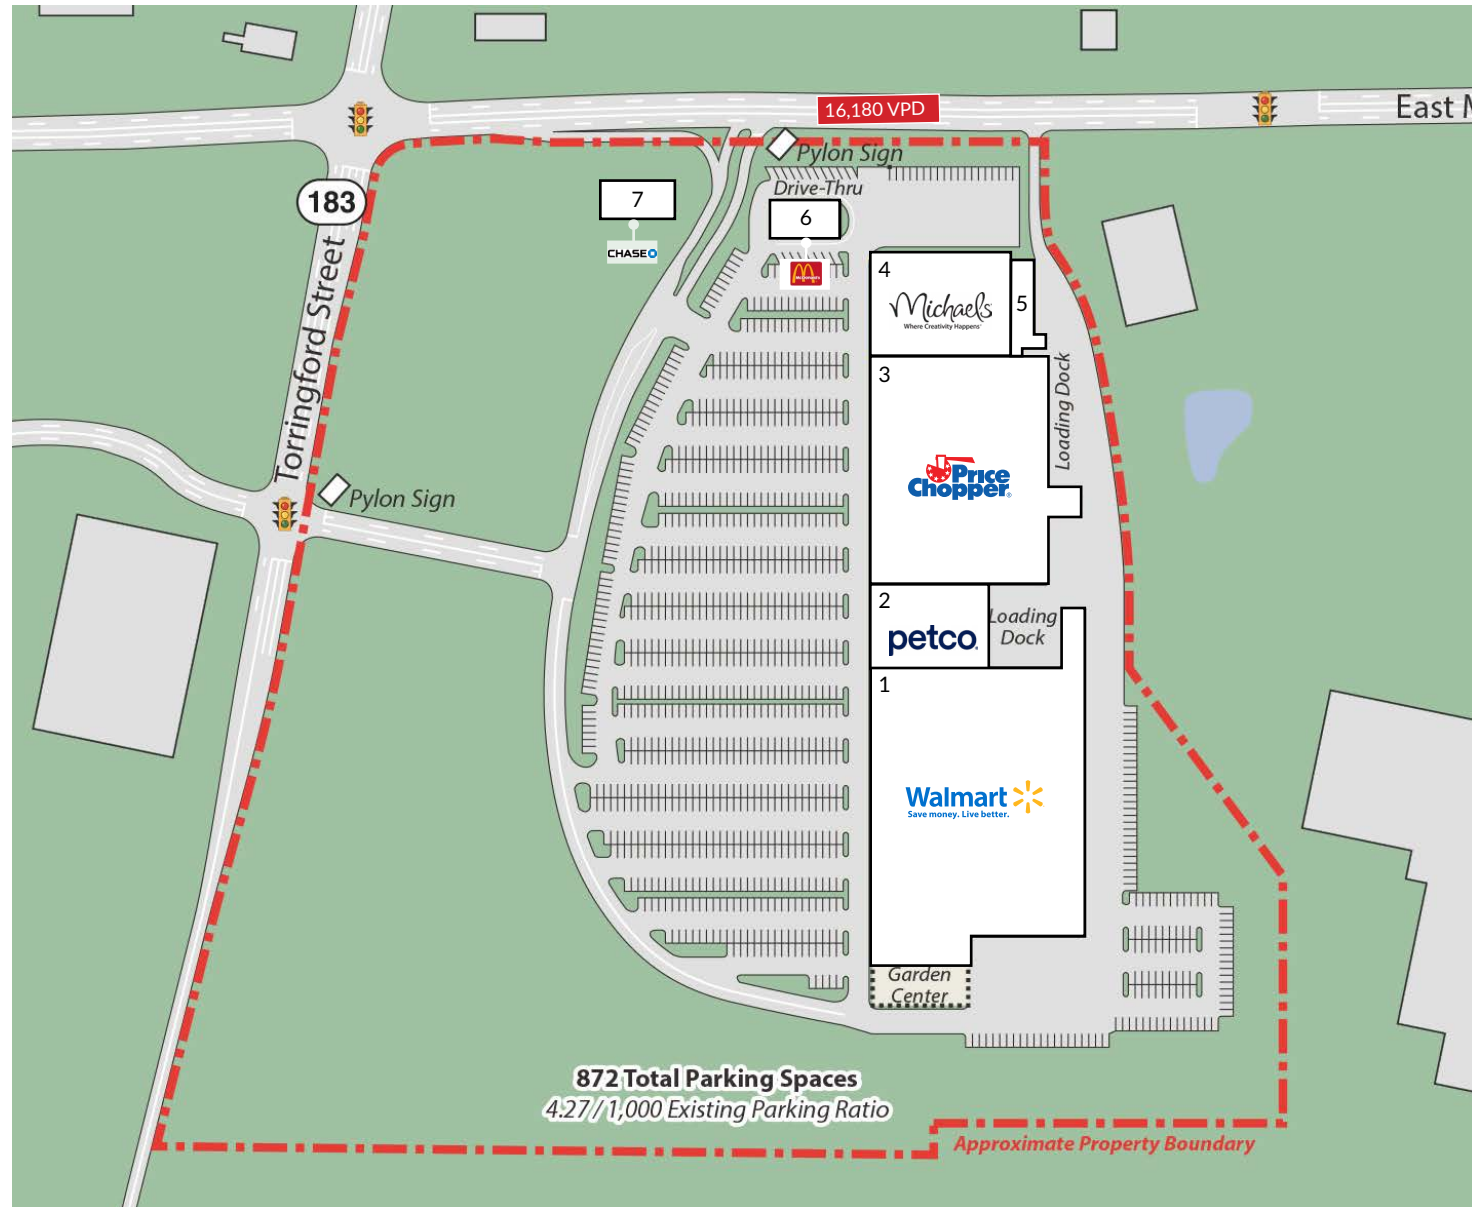 16,180 VPD
East M
Pylon Sign
Drive-Thru
183
7
6
CHASE
McDonald's
4
Michaels
Where Creativity Happens
5
Torringford Street
3
Loading Dock
Price
Chopper
Pylon Sign
2
petco
Loading
Dock
1
Walmart
Save money. Live better.
Garden
Center
872 Total Parking Spaces
4.27/1,000 Existing Parking Ratio
Approximate Property Boundary